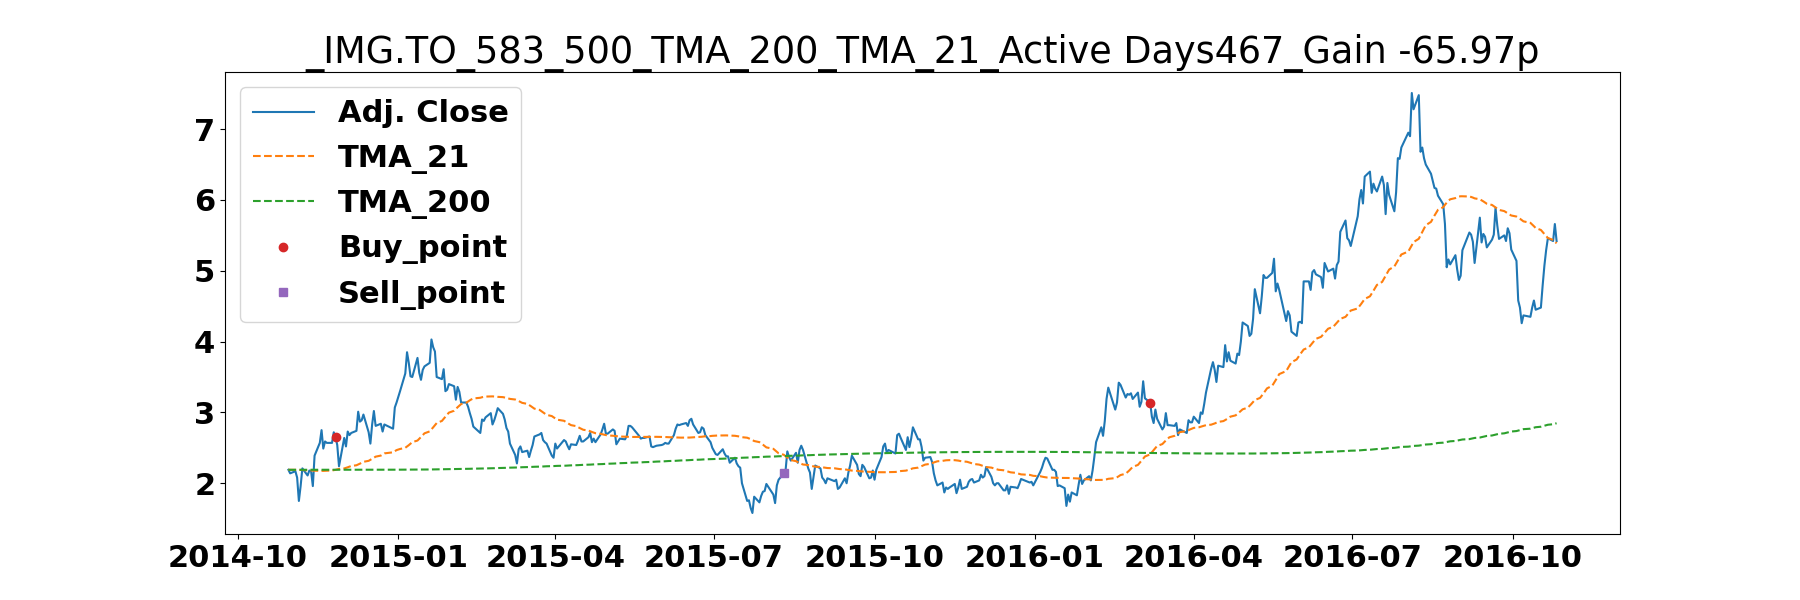 _IMG.TO_583_500_TMA_200_TMA_21_Active Days467_Gain -65.97p
Adj. Close
TMA_21
TMA_200
Buy_point
Sell_point
7
6
5
4
3
2
2014-10 2015-01 2015-04 2015-07 2015-10 2016-01 2016-04 2016-07 2016-10